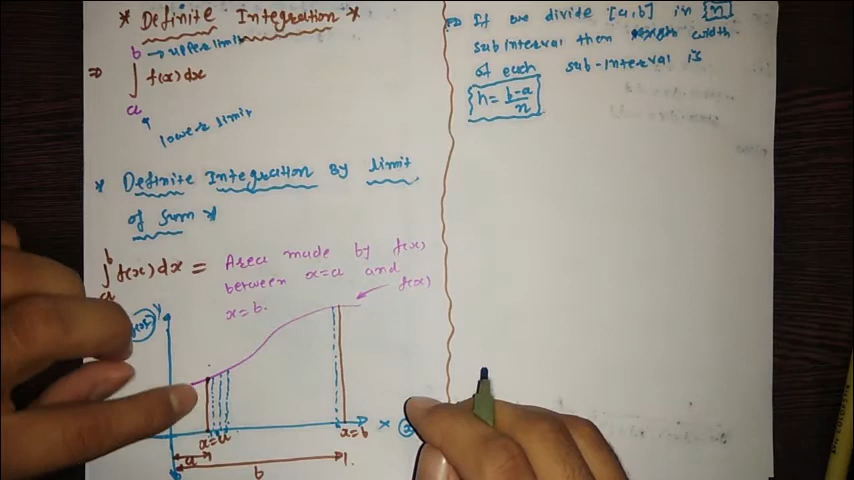 * Definite Integration *
b → upper limit
⇒ ∫ f(x) dx
a
lower limit
* Definite Integration By limit
of sum *
∫ₐᵇ f(x) dx = Area made by f(x)
between x=a and
x=b.
f(x)
y
x=a
x=b
x
a
b
If we divide [a,b] in {n}
sub interval then width
of each sub-interval is
{h = b-a/n